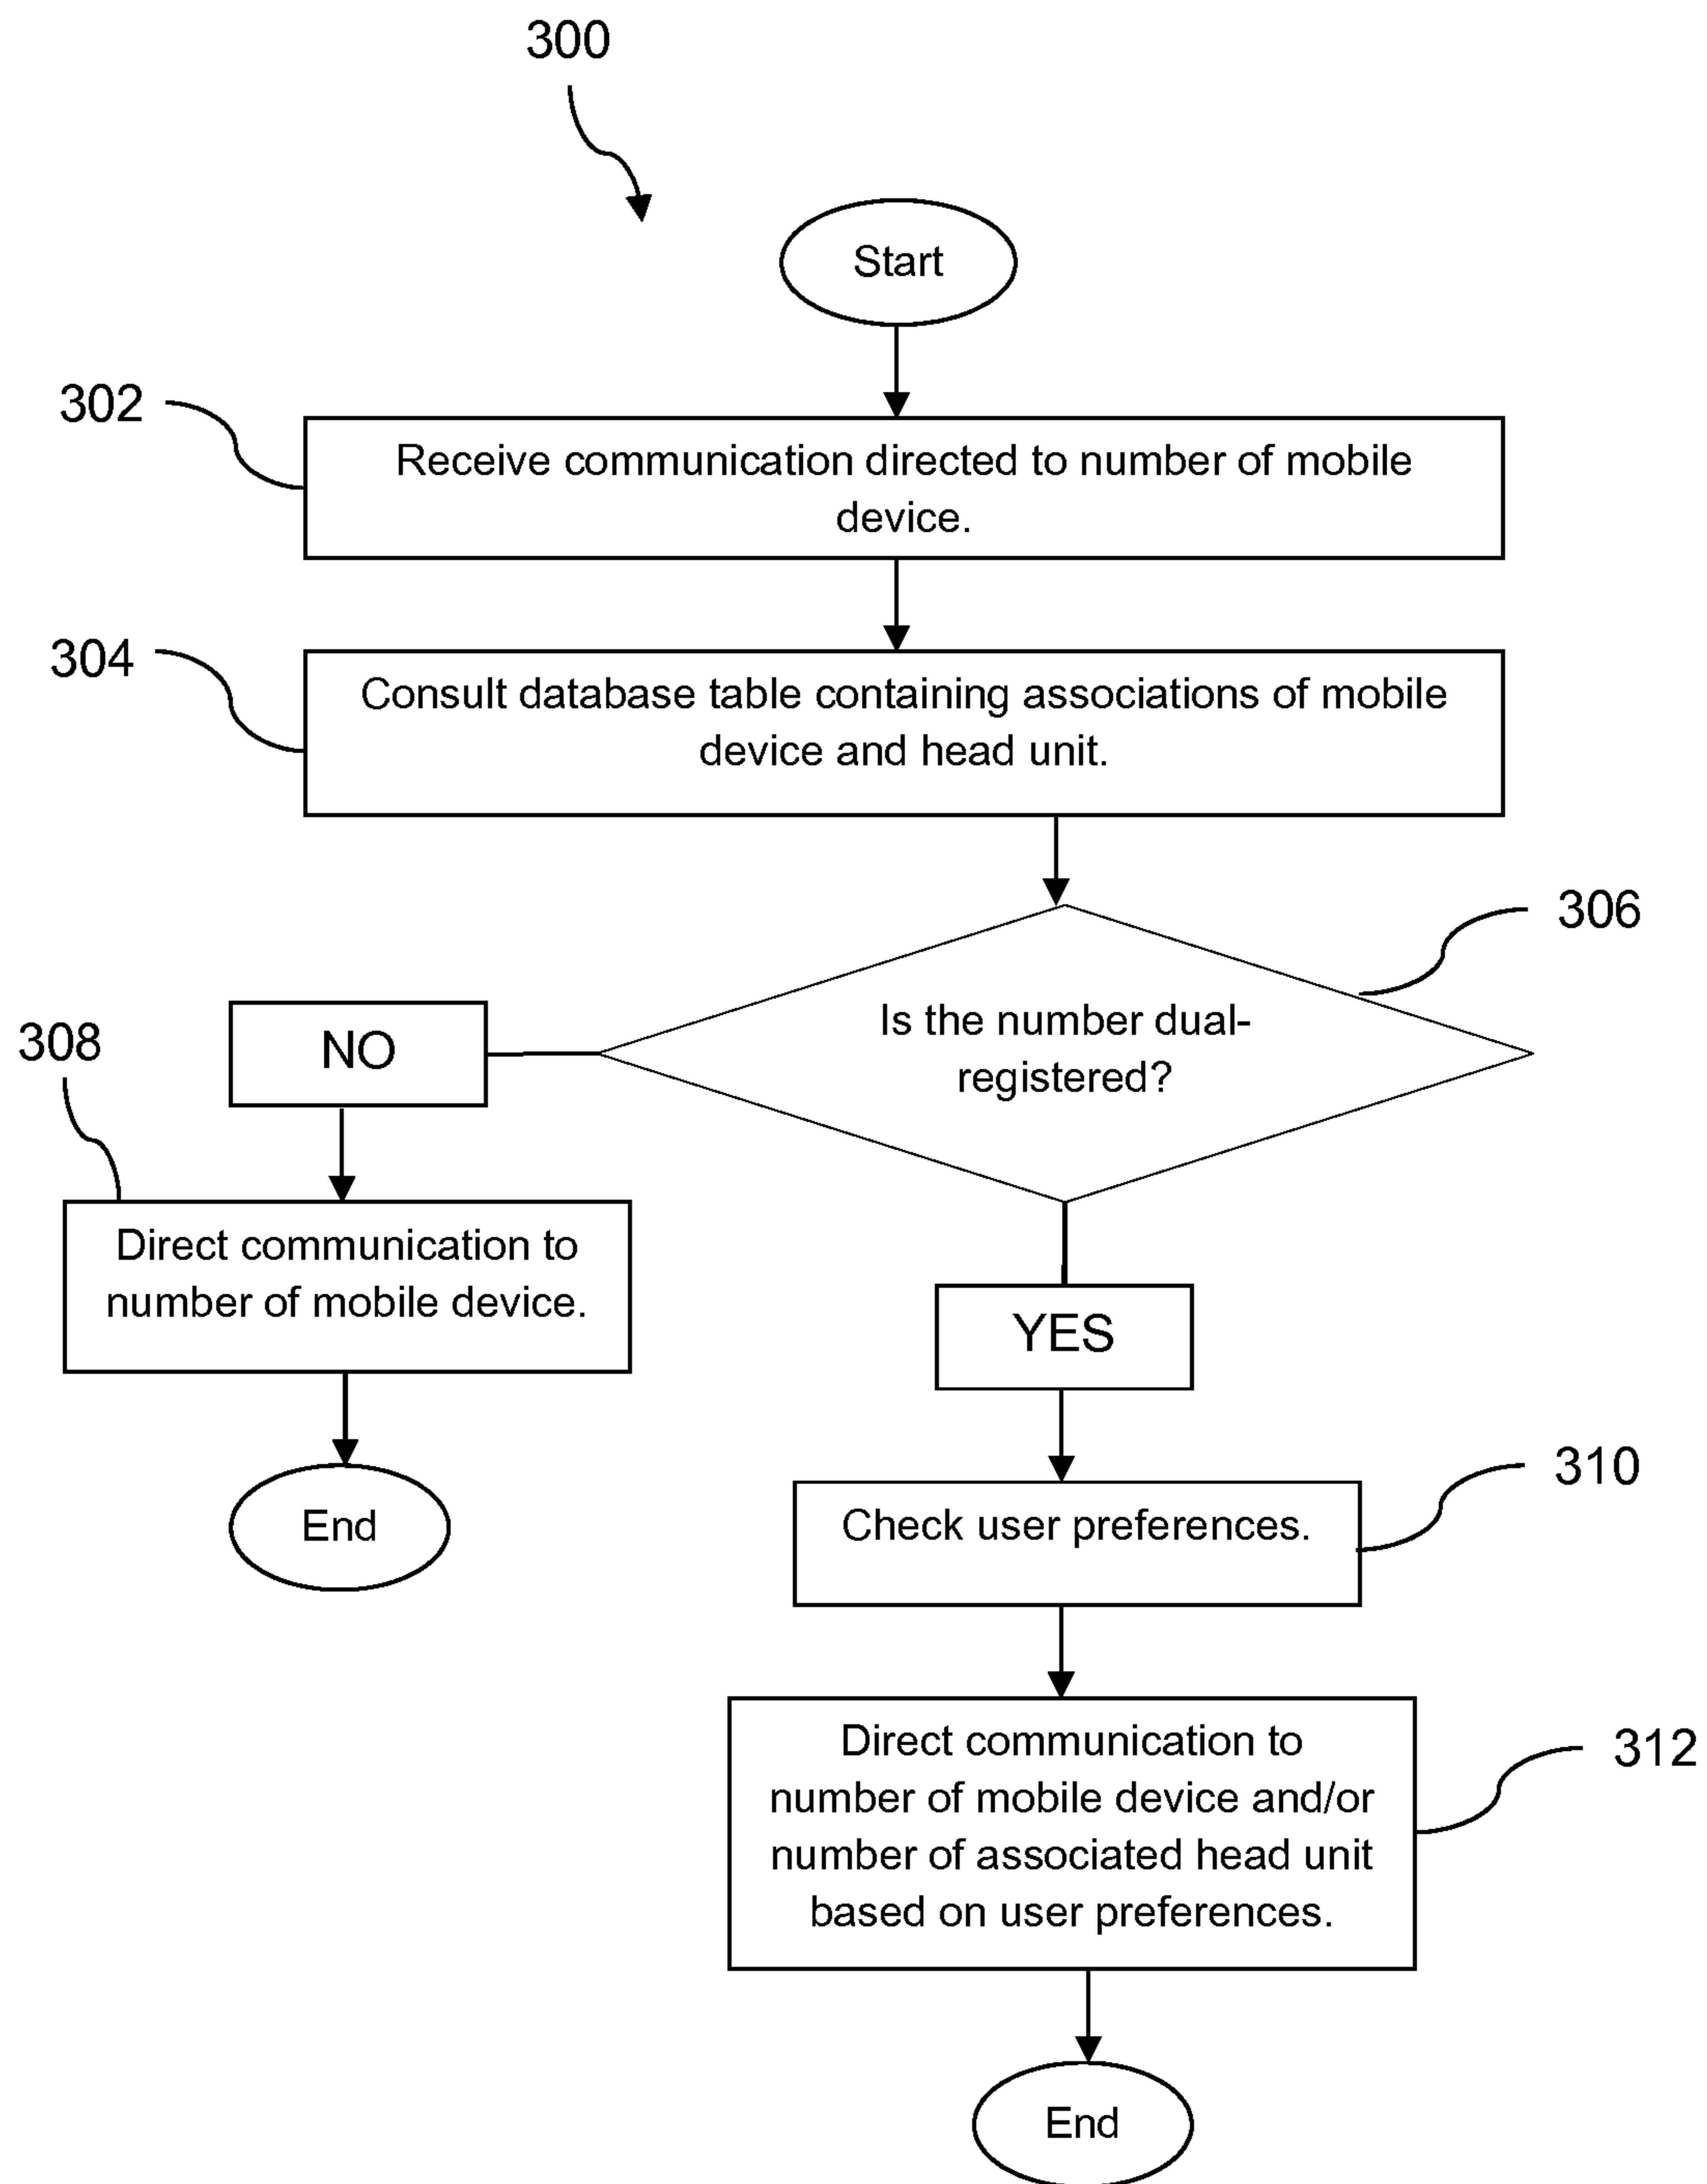 300
Start
302
Receive communication directed to number of mobile
device.
304
Consult database table containing associations of mobile
device and head unit.
306
Is the number dual-
registered?
NO
308
Direct communication to
number of mobile device.
End
YES
310
Check user preferences.
312
Direct communication to
number of mobile device and/or
number of associated head unit
based on user preferences.
End